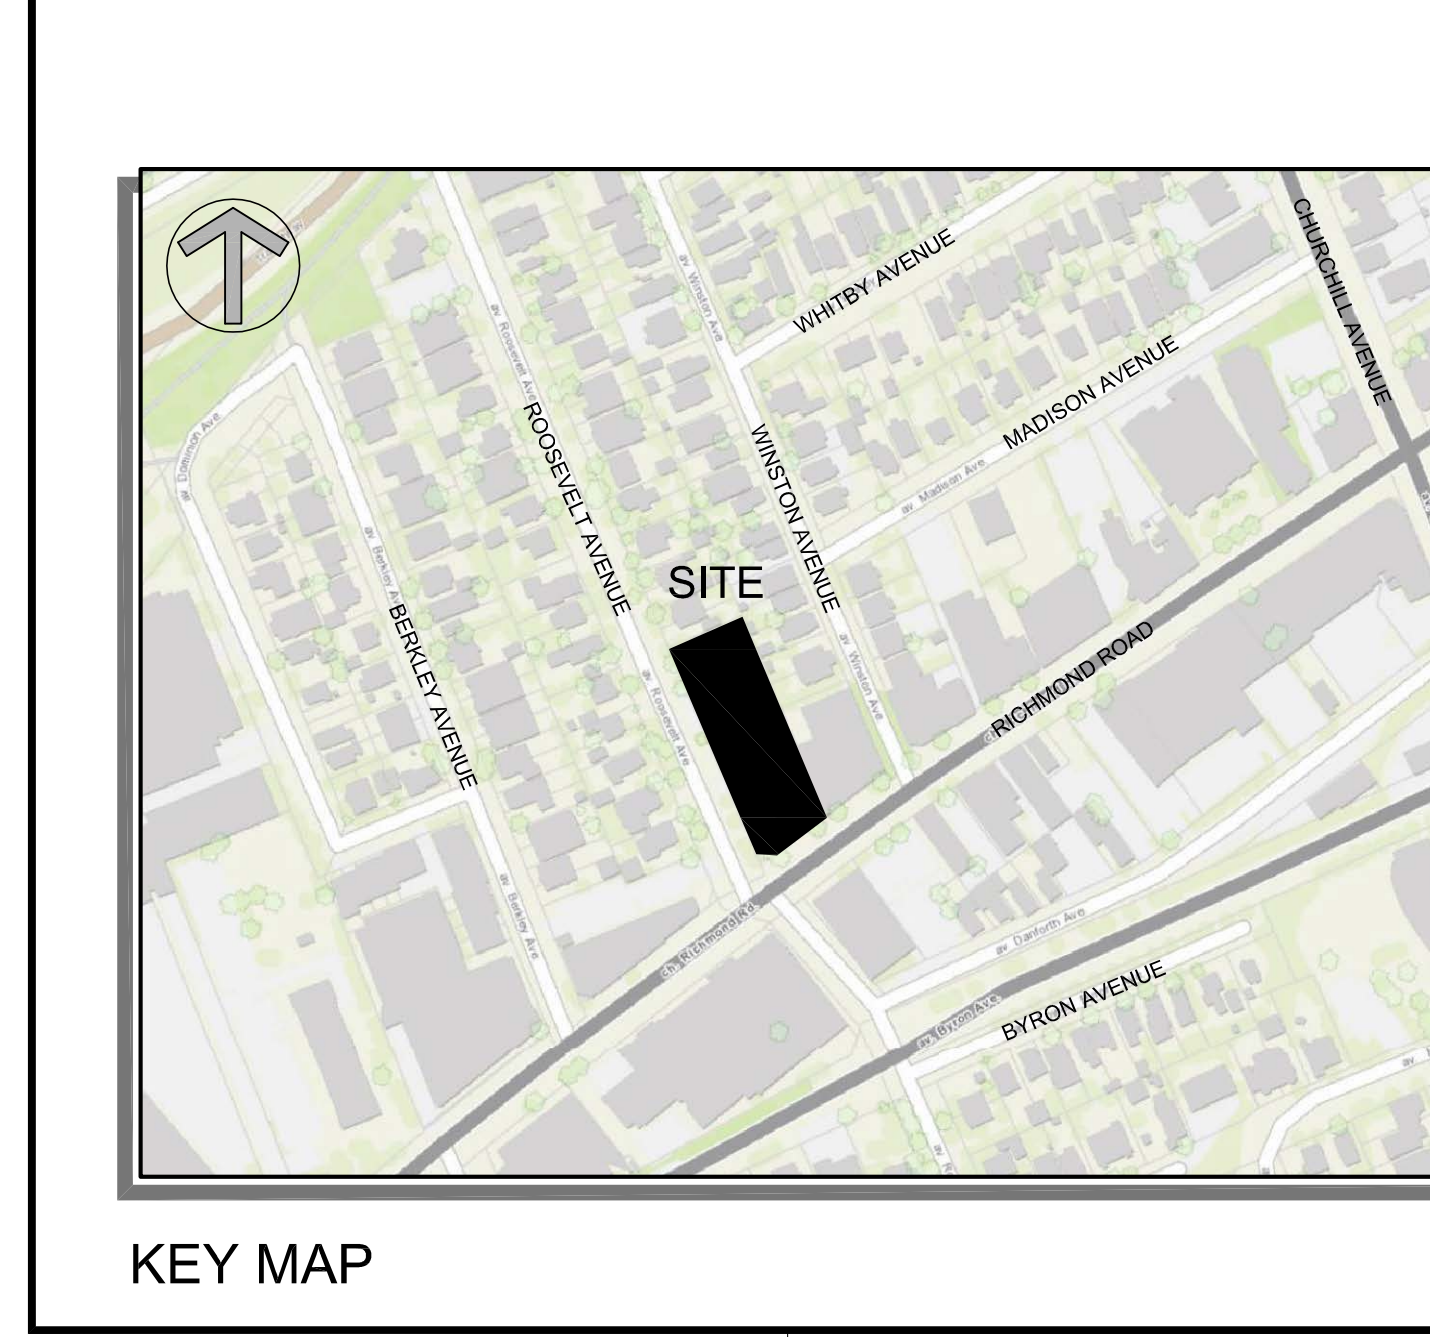 WHITBY AVENUE
CHURCHILL AVENUE
av Winston Ave
av Roosevelt Ave
MADISON AVENUE
ROOSEVELT AVENUE
WINSTON AVENUE
av Dominion Ave
av Madison Ave
av Berkley Av
SITE
BERKLEY AVENUE
RICHMOND ROAD
av Winston Ave
av Roosevelt Ave
av Berkley Ave
ch. Richmond Rd
av Danforth Ave
BYRON AVENUE
av Byron Ave
KEY MAP